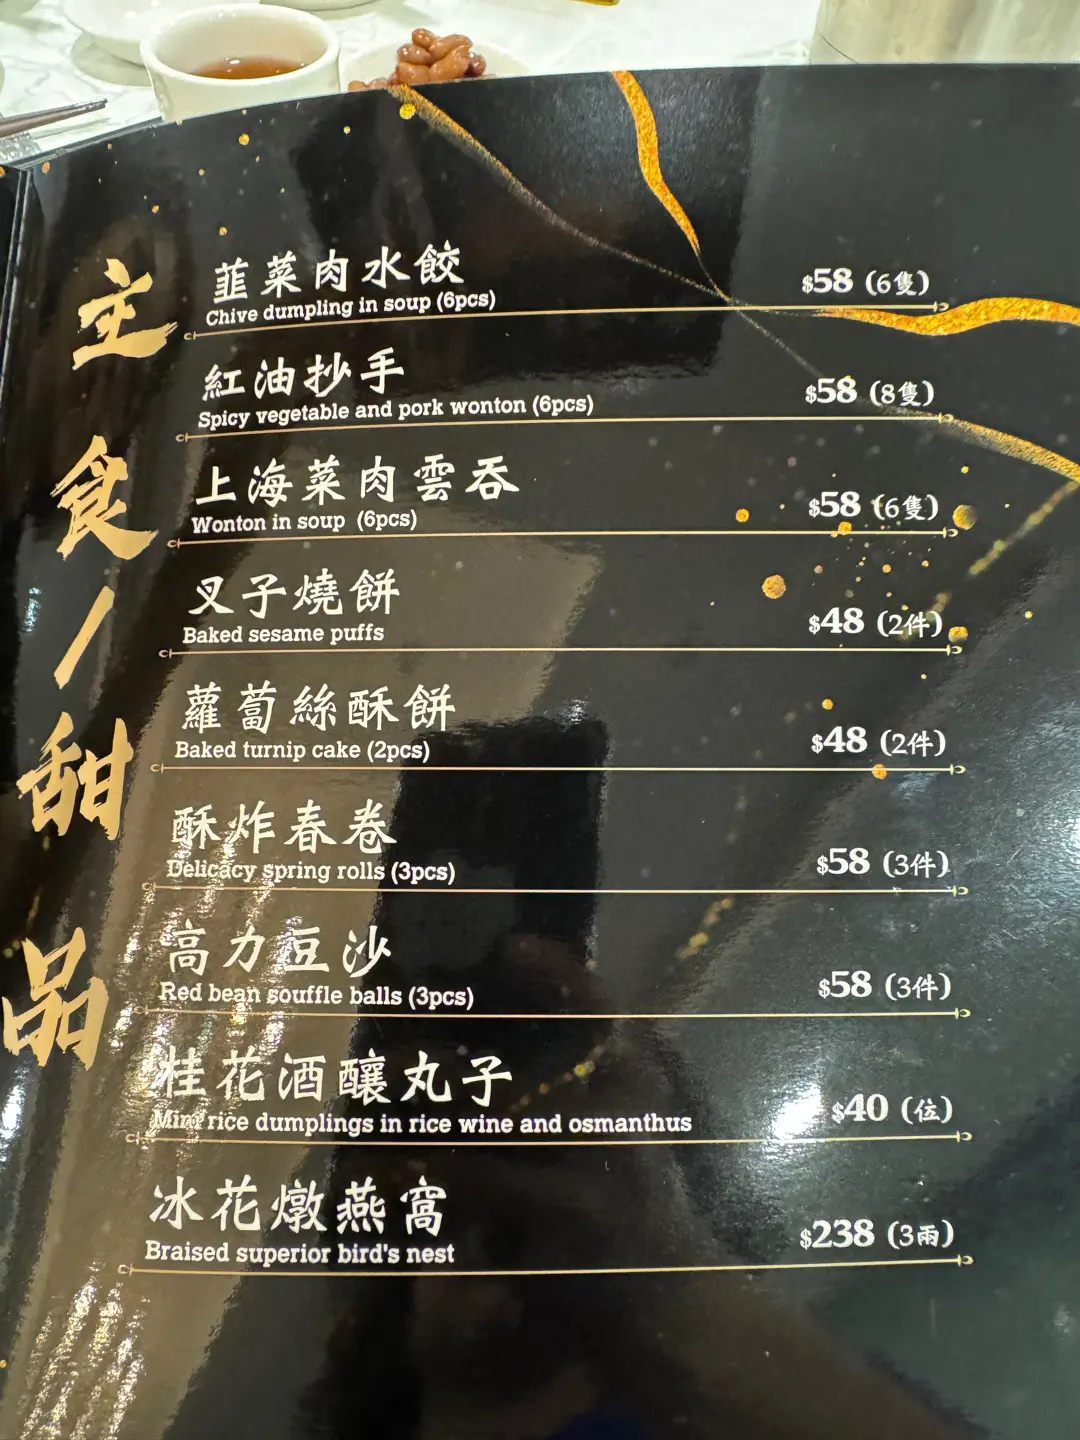 主食/甜品
韮菜肉水餃
$58 (6隻)
Chive dumpling in soup (6pcs)
紅油抄手
$58 (8隻)
Spicy vegetable and pork wonton (6pcs)
上海菜肉雲吞
$58 (6隻)
Wonton in soup (6pcs)
叉子燒餅
$48 (2件)
Baked sesame puffs
蘿蔔絲酥餅
$48 (2件)
Baked turnip cake (2pcs)
酥炸春卷
$58 (3件)
Delicacy spring rolls (3pcs)
高力豆沙
$58 (3件)
Red bean souffle balls (3pcs)
桂花酒釀丸子
$40 (位)
Mini rice dumplings in rice wine and osmanthus
冰花燉燕窩
$238 (3兩)
Braised superior bird's nest